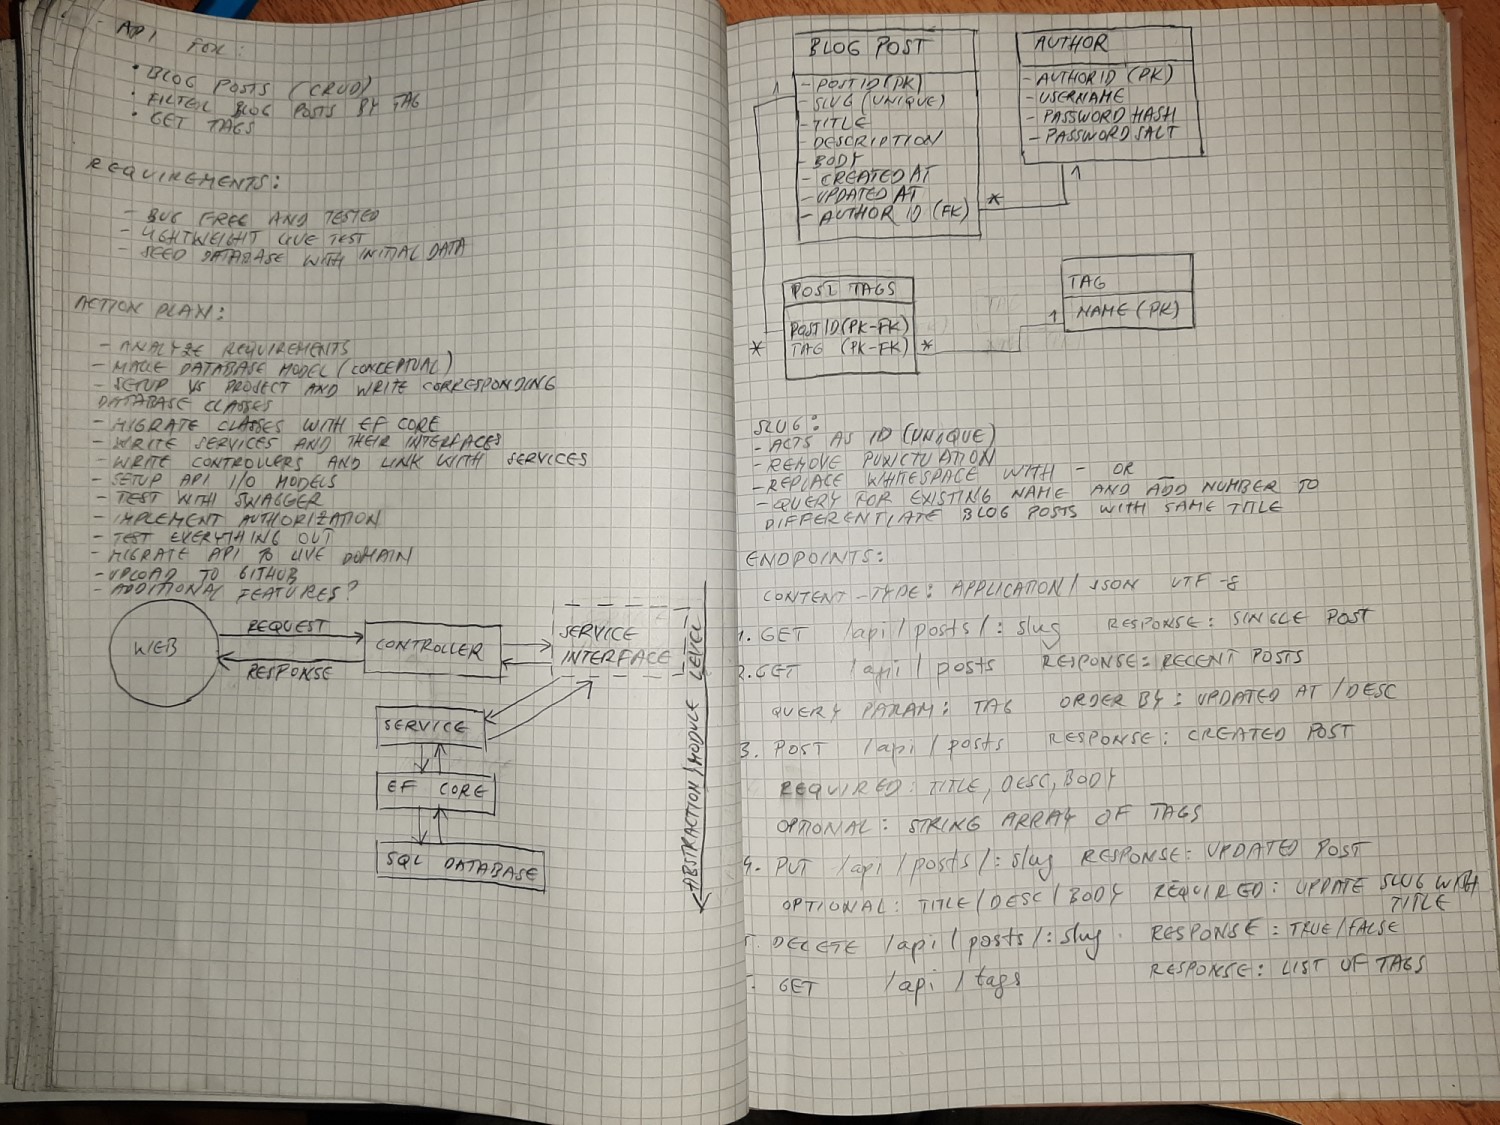 API FOR:
• BLOG POSTS (CRUD)
• FILTER BLOG POSTS BY TAG
• GET TAGS
REQUIREMENTS:
- BUG FREE AND TESTED
- LIGHTWEIGHT LIVE TEST
- SEED DATABASE WITH INITIAL DATA
ACTION PLAN:
- ANALYZE REQUIREMENTS
- MAKE DATABASE MODEL (CONCEPTUAL)
- SETUP VS PROJECT AND WRITE CORRESPONDING
DATABASE CLASSES
- MIGRATE CLASSES WITH EF CORE
- WRITE SERVICES AND THEIR INTERFACES
- WRITE CONTROLLERS AND LINK WITH SERVICES
- SETUP API I/O MODELS
- TEST WITH SWAGGER
- IMPLEMENT AUTHORIZATION
- TEST EVERYTHING OUT
- MIGRATE API TO LIVE DOMAIN
- UPLOAD TO GITHUB
- ADDITIONAL FEATURES?
WEB
REQUEST
RESPONSE
CONTROLLER
SERVICE
INTERFACE
SERVICE
EF CORE
SQL DATABASE
ABSTRACTION/MODULE LEVEL
BLOG POST
- POST ID (PK)
- SLUG (UNIQUE)
- TITLE
- DESCRIPTION
- BODY
- CREATED AT
- UPDATED AT
- AUTHOR ID (FK)
1
*
AUTHOR
- AUTHOR ID (PK)
- USERNAME
- PASSWORD HASH
- PASSWORD SALT
1
POST TAGS
POST ID (PK-FK)
TAG (PK-FK)
*
*
TAG
NAME (PK)
1
SLUG:
- ACTS AS ID (UNIQUE)
- REMOVE PUNCTUATION
- REPLACE WHITESPACE WITH - OR _
- QUERY FOR EXISTING NAME AND ADD NUMBER TO
DIFFERENTIATE BLOG POSTS WITH SAME TITLE
ENDPOINTS:
CONTENT-TYPE: APPLICATION/JSON UTF-8
1. GET /api/posts/:slug RESPONSE: SINGLE POST
2. GET /api/posts RESPONSE: RECENT POSTS
QUERY PARAM: TAG ORDER BY: UPDATED AT/DESC
3. POST /api/posts RESPONSE: CREATED POST
REQUIRED: TITLE, DESC, BODY
OPTIONAL: STRING ARRAY OF TAGS
4. PUT /api/posts/:slug RESPONSE: UPDATED POST
OPTIONAL: TITLE/DESC/BODY REQUIRED: UPDATE SLUG WITH
TITLE
5. DELETE /api/posts/:slug. RESPONSE: TRUE/FALSE
GET /api/tags RESPONSE: LIST OF TAGS